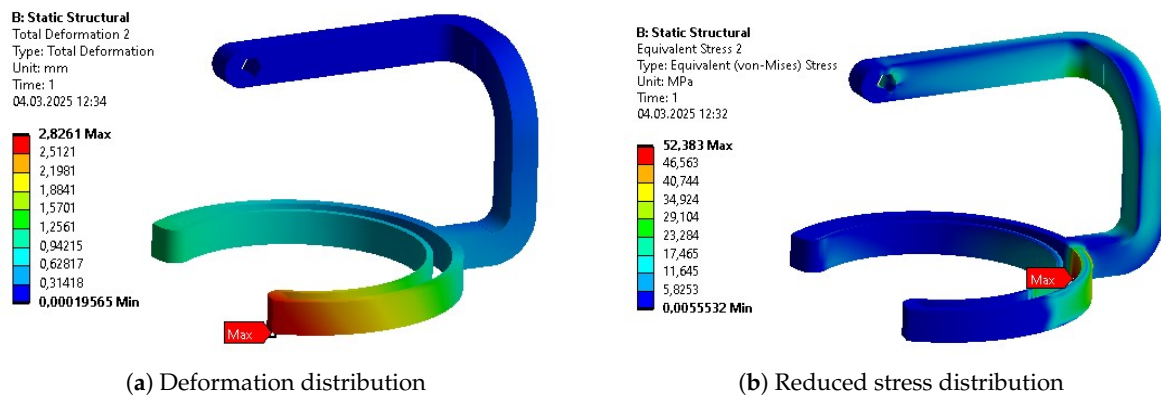 B: Static Structural
Total Deformation 2
Type: Total Deformation
Unit: mm
Time: 1
04.03.2025 12:34
2,8261 Max
2,5121
2,1981
1,8841
1,5701
1,2561
0,94215
0,62817
0,31418
0,00019565 Min
Max
(a) Deformation distribution
B: Static Structural
Equivalent Stress 2
Type: Equivalent (von-Mises) Stress
Unit: MPa
Time: 1
04.03.2025 12:32
52,383 Max
46,563
40,744
34,924
29,104
23,284
17,465
11,645
5,8253
0,0055532 Min
Max
(b) Reduced stress distribution